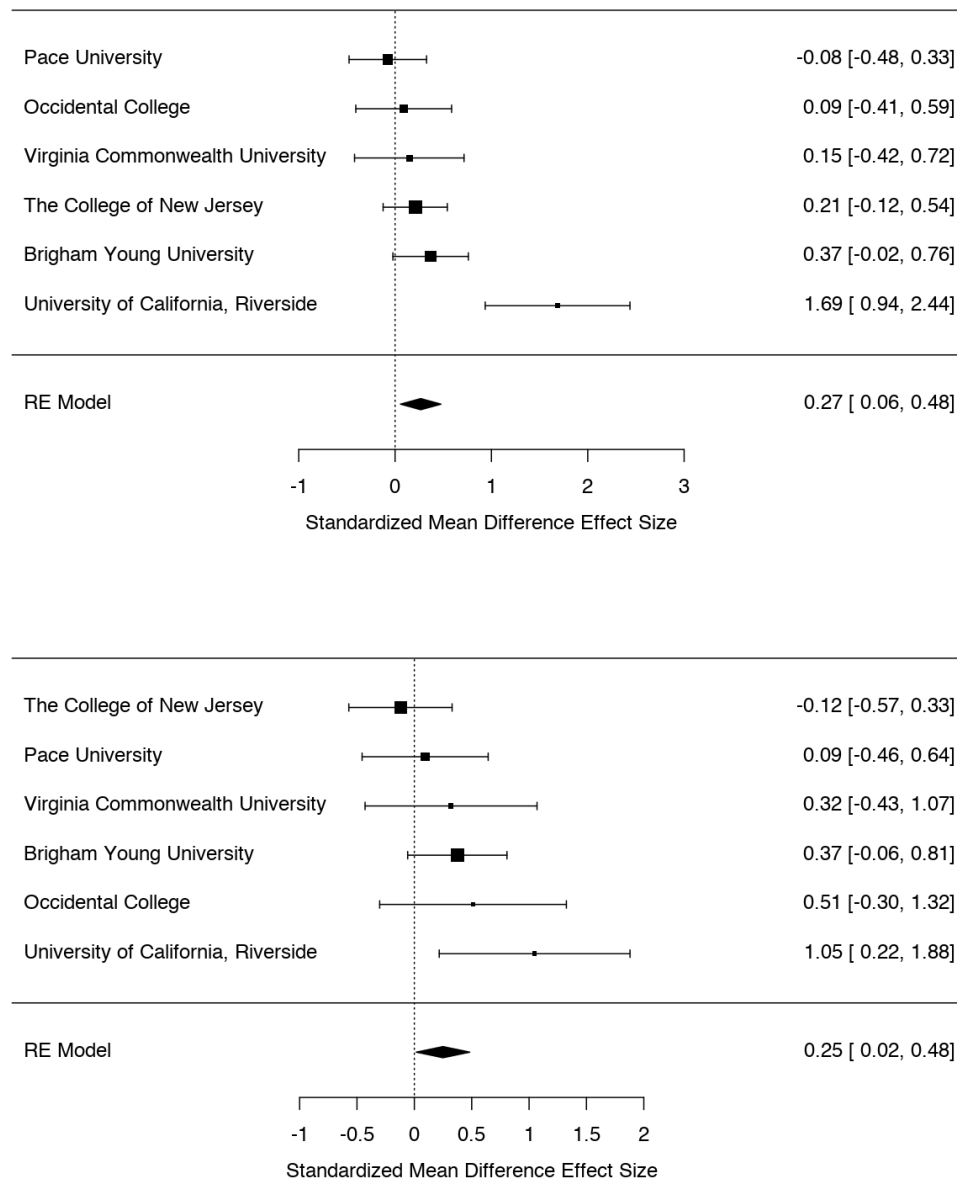 Pace University -0.08 [-0.48, 0.33]
Occidental College 0.09 [-0.41, 0.59]
Virginia Commonwealth University 0.15 [-0.42, 0.72]
The College of New Jersey 0.21 [-0.12, 0.54]
Brigham Young University 0.37 [-0.02, 0.76]
University of California, Riverside 1.69 [ 0.94, 2.44]
RE Model 0.27 [ 0.06, 0.48]
-1 0 1 2 3
Standardized Mean Difference Effect Size
The College of New Jersey -0.12 [-0.57, 0.33]
Pace University 0.09 [-0.46, 0.64]
Virginia Commonwealth University 0.32 [-0.43, 1.07]
Brigham Young University 0.37 [-0.06, 0.81]
Occidental College 0.51 [-0.30, 1.32]
University of California, Riverside 1.05 [ 0.22, 1.88]
RE Model 0.25 [ 0.02, 0.48]
-1 -0.5 0 0.5 1 1.5 2
Standardized Mean Difference Effect Size